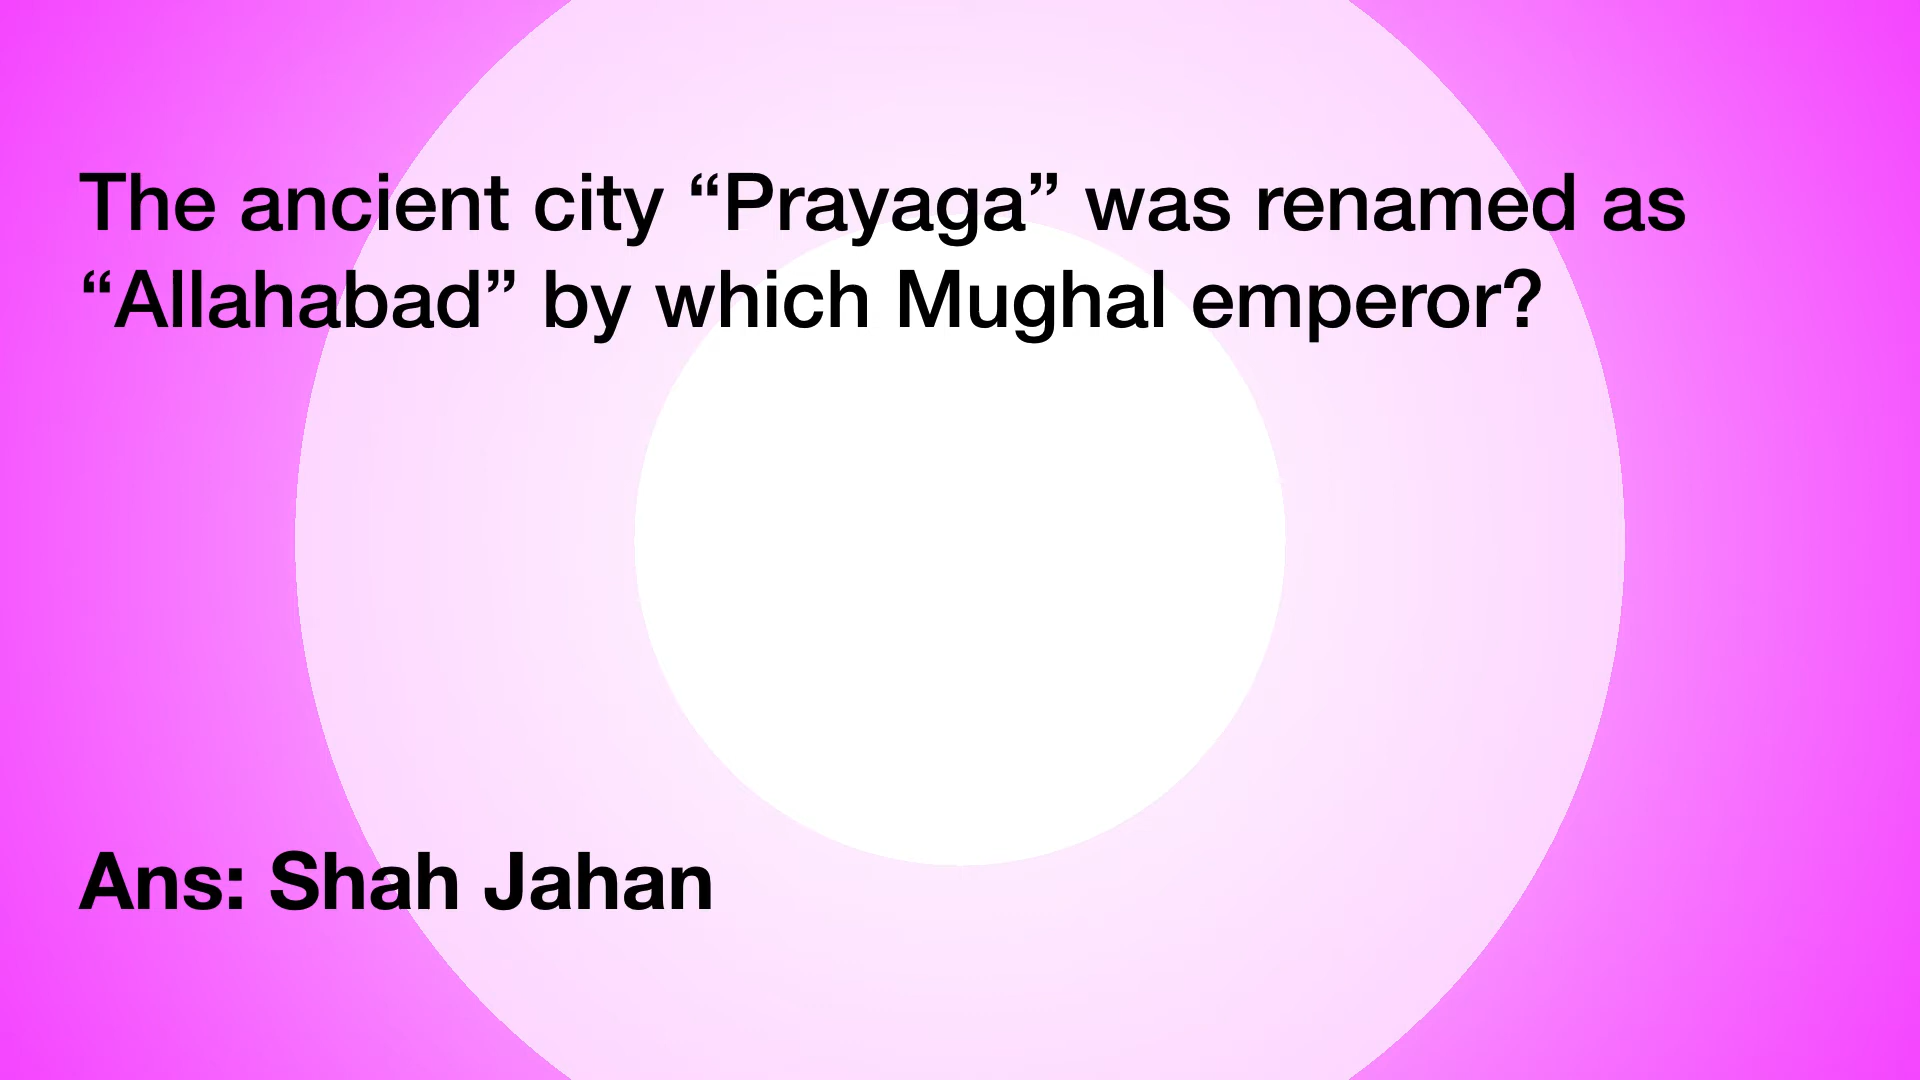 The ancient city “Prayaga” was renamed as
“Allahabad” by which Mughal emperor?
Ans: Shah Jahan